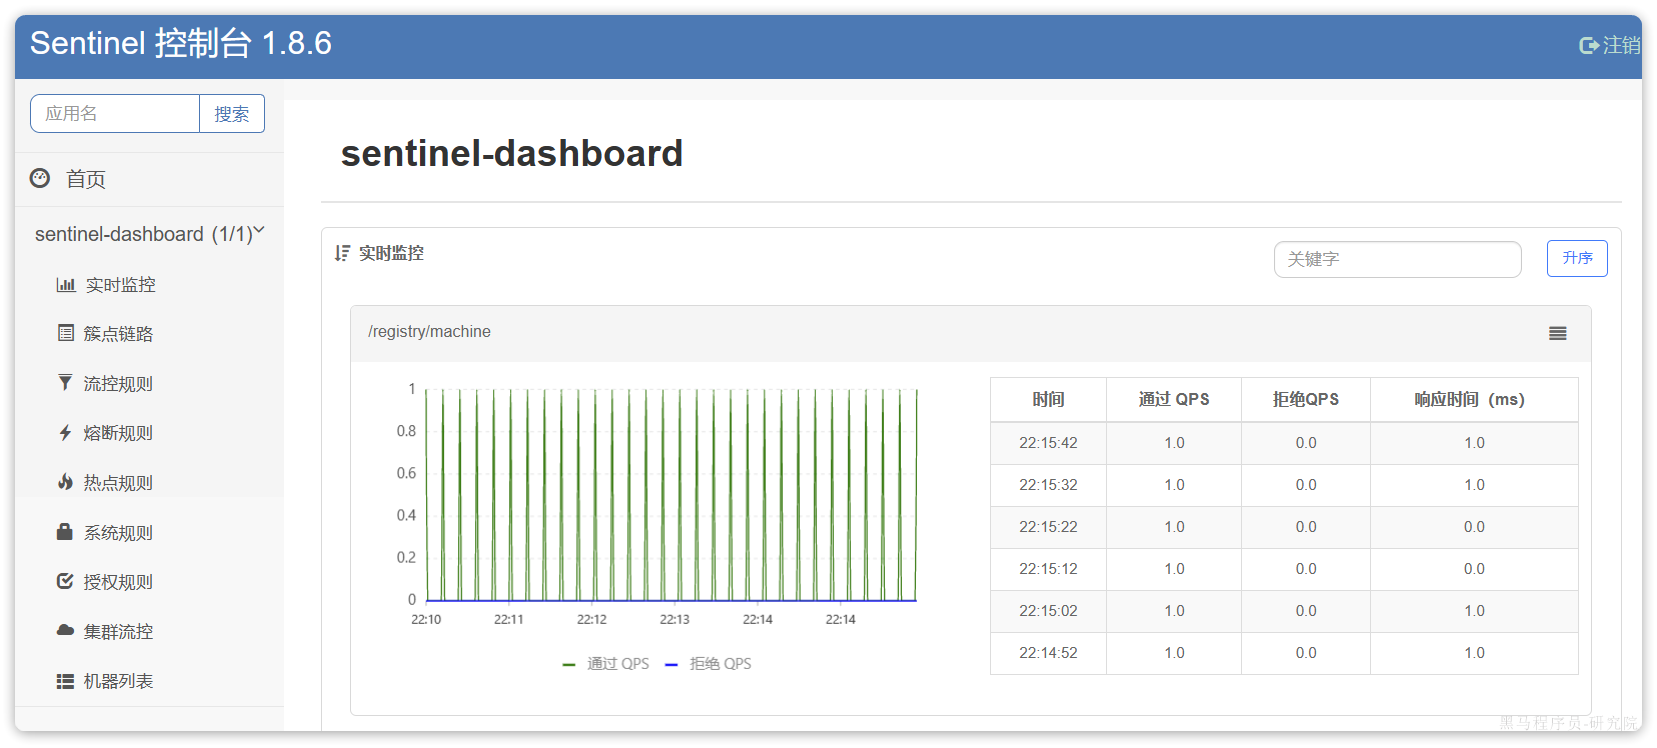 Sentinel 控制台 1.8.6
注销
应用名
搜索
首页
sentinel-dashboard (1/1)
实时监控
簇点链路
流控规则
熔断规则
热点规则
系统规则
授权规则
集群流控
机器列表
sentinel-dashboard
实时监控
关键字
升序
/registry/machine
1
0.8
0.6
0.4
0.2
0
22:10 22:11 22:12 22:13 22:14 22:14
通过 QPS 拒绝 QPS
时间 通过 QPS 拒绝QPS 响应时间（ms）
22:15:42 1.0 0.0 1.0
22:15:32 1.0 0.0 1.0
22:15:22 1.0 0.0 0.0
22:15:12 1.0 0.0 0.0
22:15:02 1.0 0.0 1.0
22:14:52 1.0 0.0 1.0
黑马程序员-研究院